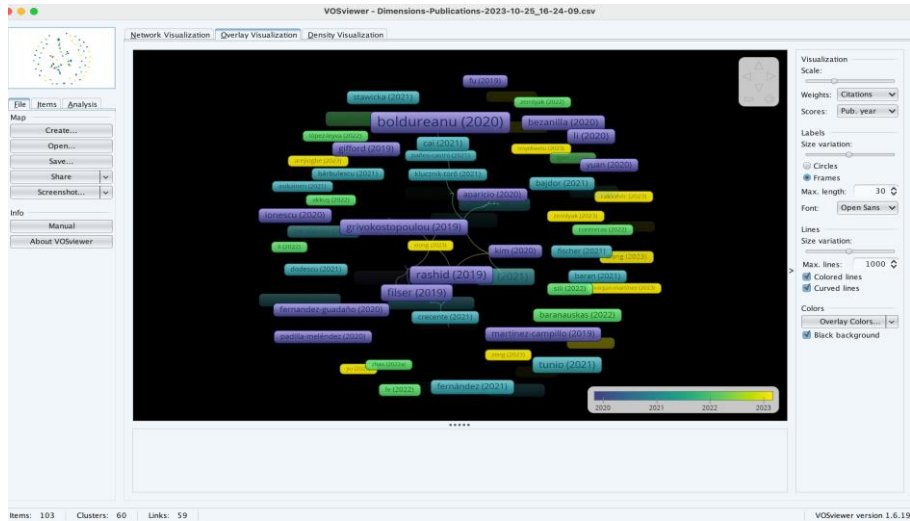 VOSviewer - Dimensions-Publications-2023-10-25_16-24-09.csv
Network Visualization Overlay Visualization Density Visualization
File Items Analysis
Map
Create...
Open...
Save...
Share
Screenshot...
Info
Manual
About VOSviewer
fu (2019)
stawicka (2021)
boldureanu (2020)
bezanilla (2020)
li (2020)
cai (2021)
gifford (2019)
yuan (2020)
bărbulescu (2021)
bajdor (2021)
aparicio (2020)
ionescu (2020)
grivokostopoulou (2019)
kim (2020)
fischer (2021)
dodescu (2021)
rashid (2019)
(2021)
baran (2021)
filser (2019)
fernandez-guadaño (2020)
crecente (2021)
baranauskas (2022)
padilla meléndez (2020)
martínez-campillo (2019)
tunio (2021)
fernández (2021)
lv (2022)
2020 2021 2022 2023
Visualization
Scale:
Weights: Citations
Scores: Pub. year
Labels
Size variation:
Circles
Frames
Max. length: 30
Font: Open Sans
Lines
Size variation:
Max. lines: 1000
Colored lines
Curved lines
Colors
Overlay Colors...
Black background
Items: 103 Clusters: 60 Links: 59
VOSviewer version 1.6.19